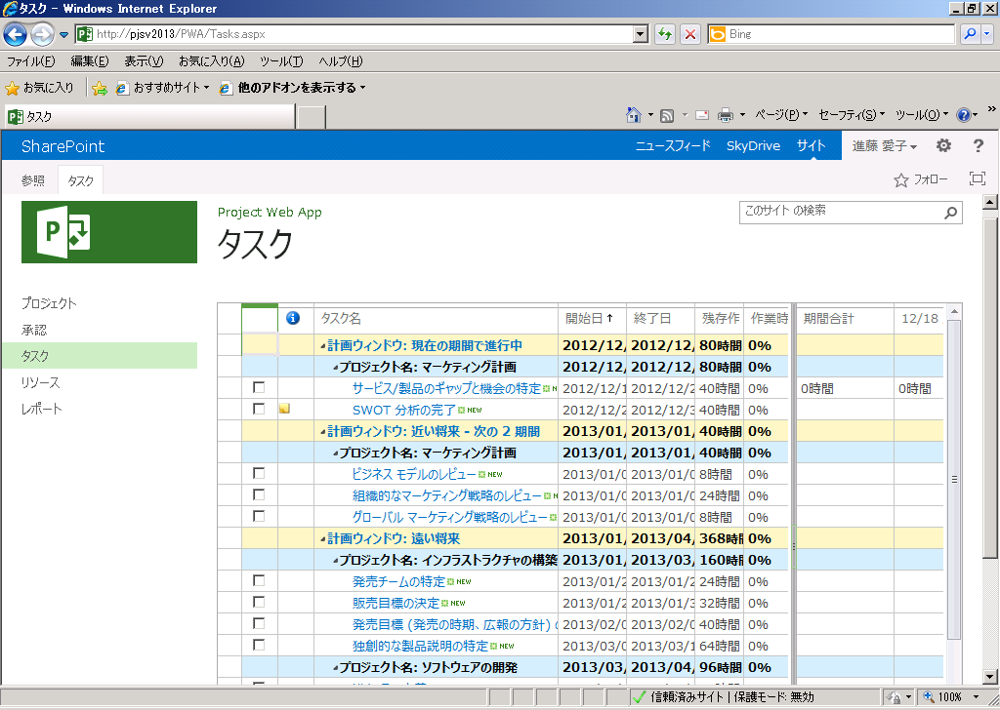 タスク - Windows Internet Explorer
http://pjsv2013/PWA/Tasks.aspx
Bing
ファイル(F) 編集(E) 表示(V) お気に入り(A) ツール(T) ヘルプ(H)
お気に入り おすすめサイト 他のアドオンを表示する
タスク
ページ(P) セーフティ(S) ツール(O) »
SharePoint
ニュースフィード SkyDrive サイト 進藤 愛子 ?
参照 タスク フォロー
P
Project Web App
タスク
このサイト の検索
プロジェクト
承認
タスク
リソース
レポート
タスク名 開始日↑ 終了日 残存作 作業時 期間合計 12/18
計画ウィンドウ: 現在の期間で進行中 2012/12, 2012/12, 80時間 0%
プロジェクト名: マーケティング計画 2012/12, 2012/12, 80時間 0%
サービス/製品のギャップと機会の特定 N 2012/12/1 2012/12/2 40時間 0% 0時間 0時間
SWOT 分析の完了 NEW 2012/12/2 2012/12/3 40時間 0%
計画ウィンドウ: 近い将来 - 次の 2 期間 2013/01, 2013/01, 40時間 0%
プロジェクト名: マーケティング計画 2013/01, 2013/01, 40時間 0%
ビジネス モデルのレビュー NEW 2013/01/0 2013/01/0 8時間 0%
組織的なマーケティング戦略のレビュー N 2013/01/0 2013/01/0 24時間 0%
グローバル マーケティング戦略のレビュー 2013/01/0 2013/01/0 8時間 0%
計画ウィンドウ: 遠い将来 2013/01, 2013/04, 368時間 0%
プロジェクト名: インフラストラクチャの構築 2013/01, 2013/03, 160時間 0%
発売チームの特定 NEW 2013/01/2 2013/01/2 24時間 0%
販売目標の決定 NEW 2013/01/2 2013/01/3 32時間 0%
発売目標 (発売の時期、広報の方針) 2013/02/0 2013/02/0 40時間 0%
独創的な製品説明の特定 NEW 2013/03/0 2013/03/1 64時間 0%
プロジェクト名: ソフトウェアの開発 2013/03, 2013/04, 96時間 0%
信頼済みサイト | 保護モード: 無効 100%